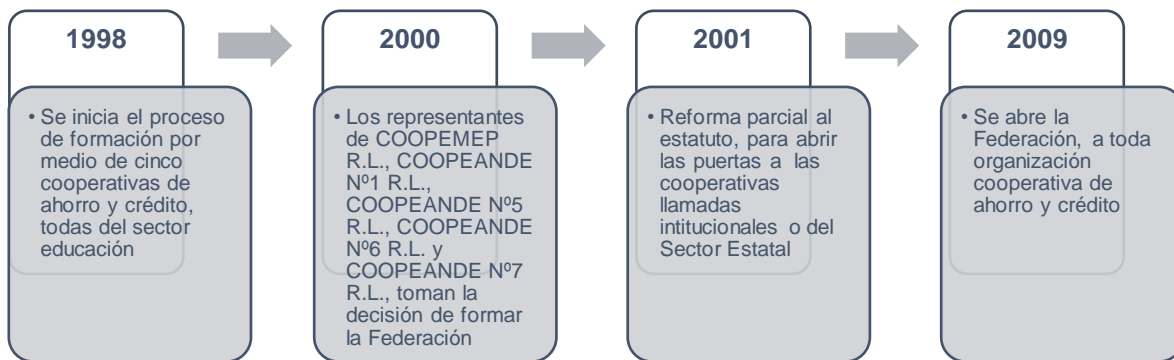 1998
• Se inicia el proceso
de formación por
medio de cinco
cooperativas de
ahorro y crédito,
todas del sector
educación
2000
• Los representantes
de COOPEMEP
R.L., COOPEANDE
Nº1 R.L.,
COOPEANDE Nº5
R.L., COOPEANDE
Nº6 R.L. y
COOPEANDE Nº7
R.L., toman la
decisión de formar
la Federación
2001
• Reforma parcial al
estatuto, para abrir
las puertas a las
cooperativas
llamadas
intitucionales o del
Sector Estatal
2009
• Se abre la
Federación, a toda
organización
cooperativa de
ahorro y crédito